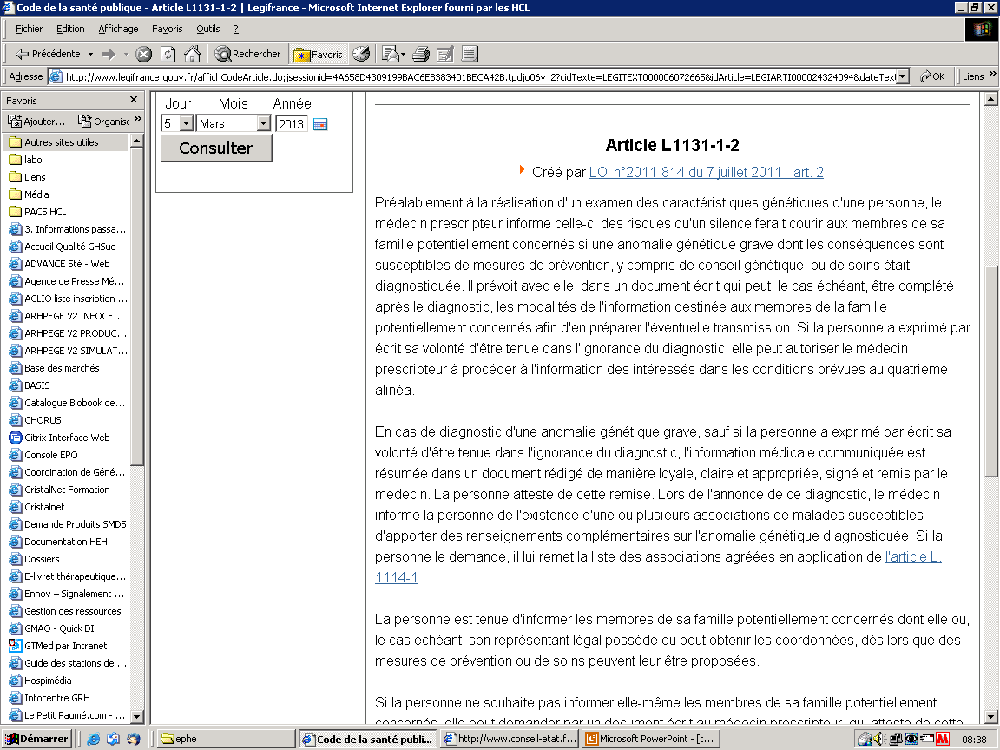 Code de la santé publique - Article L1131-1-2 | Legifrance - Microsoft Internet Explorer fourni par les HCL
Fichier Edition Affichage Favoris Outils ?
Précédente Rechercher Favoris
Adresse http://www.legifrance.gouv.fr/affichCodeArticle.do;jsessionid=4A658D4309199BAC6EB383401BECA42B.tpdjo06v_2?cidTexte=LEGITEXT000006072665&idArticle=LEGIARTI000024324094&dateTex OK Liens »
Favoris
Ajouter... Organise »
Autres sites utiles
labo
Liens
Média
PACS HCL
3. Informations passa...
Accueil Qualité GHSud
ADVANCE Sté - Web
Agence de Presse Mé...
AGLIO liste inscription ...
ARHPEGE V2 INFOCE...
ARHPEGE V2 PRODUC...
ARHPEGE V2 SIMULAT...
Base des marchés
BASIS
Catalogue Biobook de...
CHORUS
Citrix Interface Web
Console EPO
Coordination de Géné...
CristalNet Formation
Cristalnet
Demande Produits SMDS
Documentation HEH
Dossiers
E-livret thérapeutique...
Ennov – Signalement ...
Gestion des ressources
GMAO - Quick DI
GTMed par Intranet
Guide des stations de ...
Hospimédia
Infocentre GRH
Le Petit Paumé.com - ...
Jour Mois Année
5 Mars 2013
Consulter
Article L1131-1-2
Créé par LOI n°2011-814 du 7 juillet 2011 - art. 2
Préalablement à la réalisation d'un examen des caractéristiques génétiques d'une personne, le
médecin prescripteur informe celle-ci des risques qu'un silence ferait courir aux membres de sa
famille potentiellement concernés si une anomalie génétique grave dont les conséquences sont
susceptibles de mesures de prévention, y compris de conseil génétique, ou de soins était
diagnostiquée. Il prévoit avec elle, dans un document écrit qui peut, le cas échéant, être complété
après le diagnostic, les modalités de l'information destinée aux membres de la famille
potentiellement concernés afin d'en préparer l'éventuelle transmission. Si la personne a exprimé par
écrit sa volonté d'être tenue dans l'ignorance du diagnostic, elle peut autoriser le médecin
prescripteur à procéder à l'information des intéressés dans les conditions prévues au quatrième
alinéa.
En cas de diagnostic d'une anomalie génétique grave, sauf si la personne a exprimé par écrit sa
volonté d'être tenue dans l'ignorance du diagnostic, l'information médicale communiquée est
résumée dans un document rédigé de manière loyale, claire et appropriée, signé et remis par le
médecin. La personne atteste de cette remise. Lors de l'annonce de ce diagnostic, le médecin
informe la personne de l'existence d'une ou plusieurs associations de malades susceptibles
d'apporter des renseignements complémentaires sur l'anomalie génétique diagnostiquée. Si la
personne le demande, il lui remet la liste des associations agréées en application de l'article L.
1114-1.
La personne est tenue d'informer les membres de sa famille potentiellement concernés dont elle ou,
le cas échéant, son représentant légal possède ou peut obtenir les coordonnées, dès lors que des
mesures de prévention ou de soins peuvent leur être proposées.
Si la personne ne souhaite pas informer elle-même les membres de sa famille potentiellement
concernés, elle peut demander par un document écrit au médecin prescripteur, qui atteste de cette
Démarrer ephe Code de la santé publi... http://www.conseil-etat.f... Microsoft PowerPoint - [t... 08:38